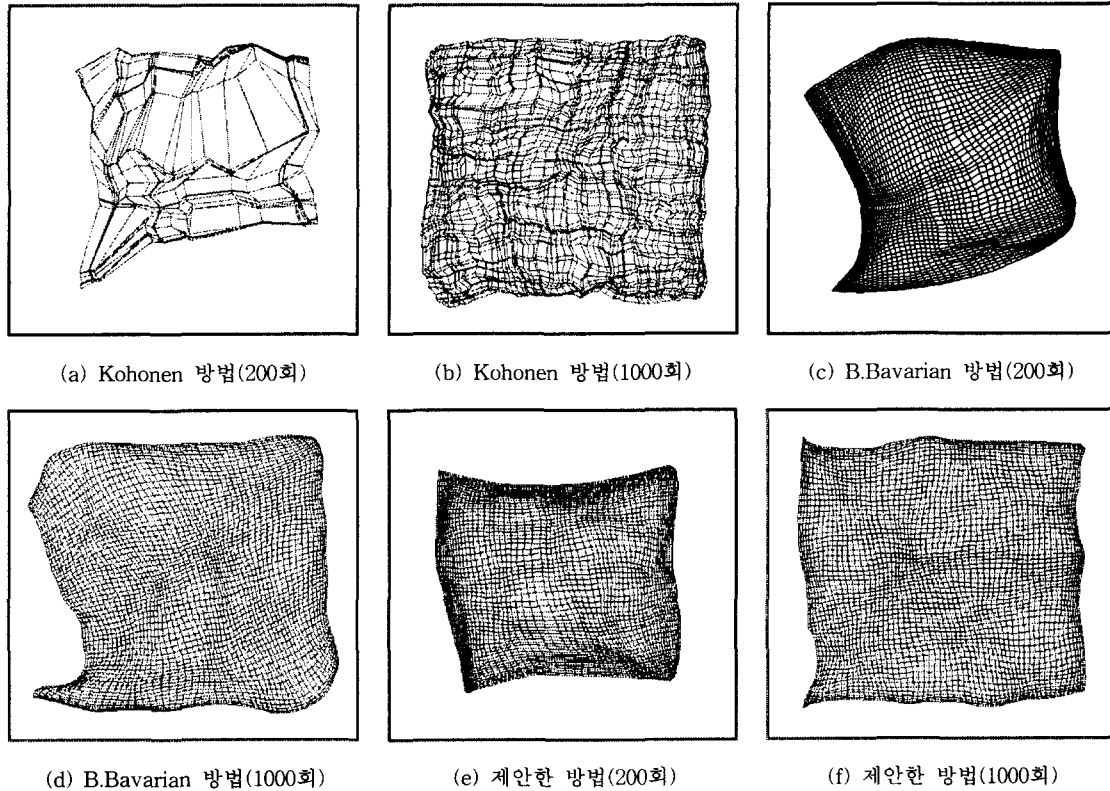 (a) Kohonen 방법(200회)
(b) Kohonen 방법(1000회)
(c) B.Bavarian 방법(200회)
(d) B.Bavarian 방법(1000회)
(e) 제안한 방법(200회)
(f) 제안한 방법(1000회)